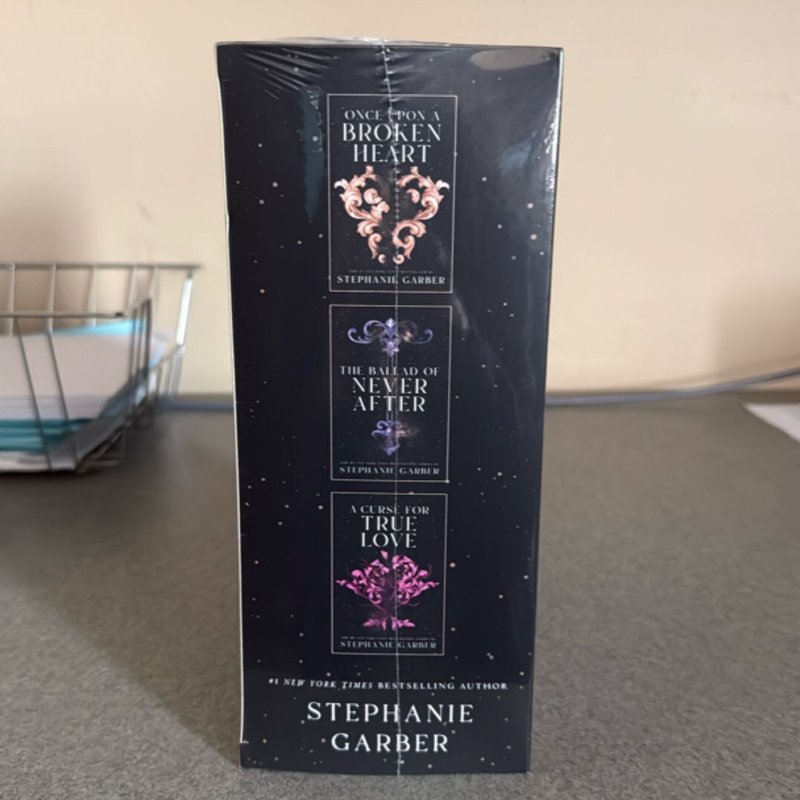 ONCE UPON A
BROKEN
HEART
STEPHANIE GARBER
THE BALLAD OF
NEVER
AFTER
STEPHANIE GARBER
A CURSE FOR
TRUE
LOVE
STEPHANIE GARBER
#1 NEW YORK TIMES BESTSELLING AUTHOR
STEPHANIE
GARBER